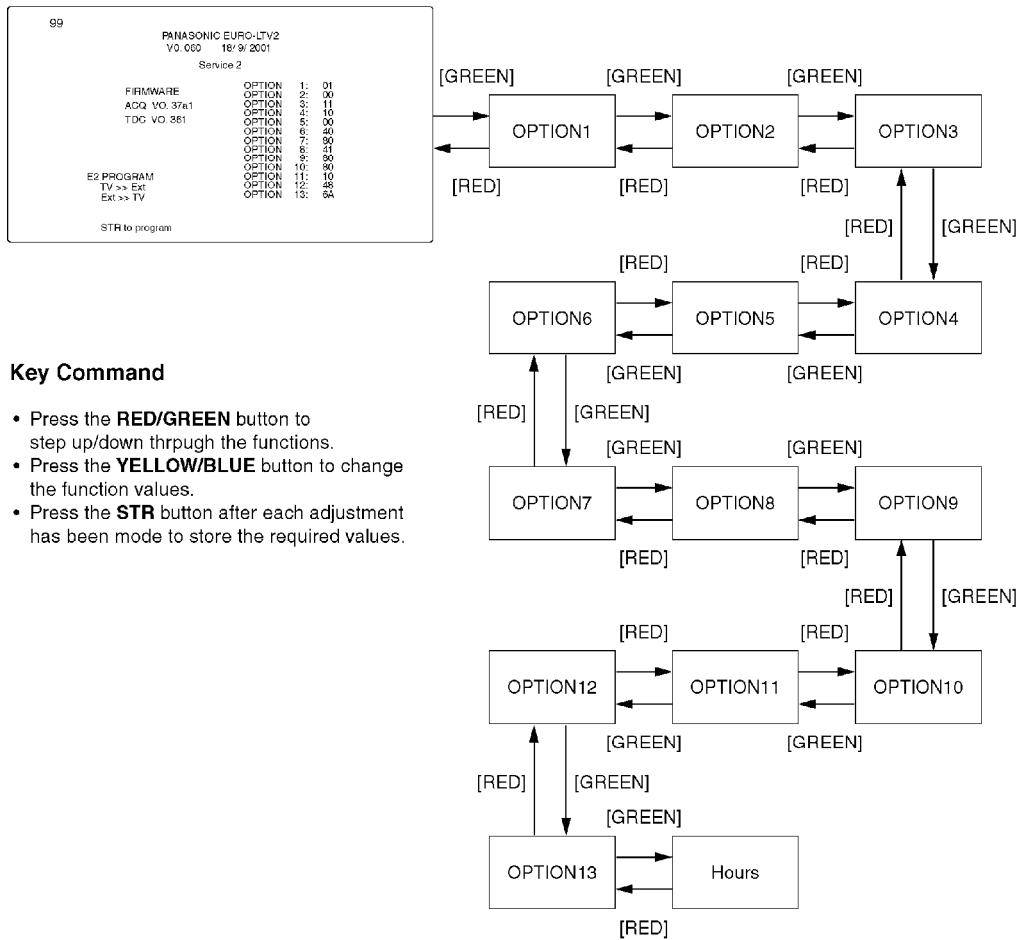 99
PANASONIC EURO-LTV2
V0. 060 18/ 9/ 2001
Service 2
FIRMWARE
ACQ VO. 37a1
TDC VO. 361
OPTION 1: 01
OPTION 2: 00
OPTION 3: 11
OPTION 4: 10
OPTION 5: 00
OPTION 6: 40
OPTION 7: 80
OPTION 8: 41
OPTION 9: 80
OPTION 10: 80
OPTION 11: 10
OPTION 12: 48
OPTION 13: 6A
E2 PROGRAM
TV >> Ext
Ext >> TV
STR to program
[GREEN] [GREEN] [GREEN]
OPTION1 OPTION2 OPTION3
[RED] [RED] [RED]
[RED] [GREEN]
[RED] [RED]
OPTION6 OPTION5 OPTION4
[GREEN] [GREEN]
Key Command
• Press the RED/GREEN button to
step up/down thrpugh the functions.
• Press the YELLOW/BLUE button to change
the function values.
• Press the STR button after each adjustment
has been mode to store the required values.
[RED] [GREEN]
[GREEN] [GREEN]
OPTION7 OPTION8 OPTION9
[RED] [RED]
[RED] [GREEN]
[RED] [RED]
OPTION12 OPTION11 OPTION10
[GREEN] [GREEN]
[RED] [GREEN]
[GREEN]
OPTION13 Hours
[RED]